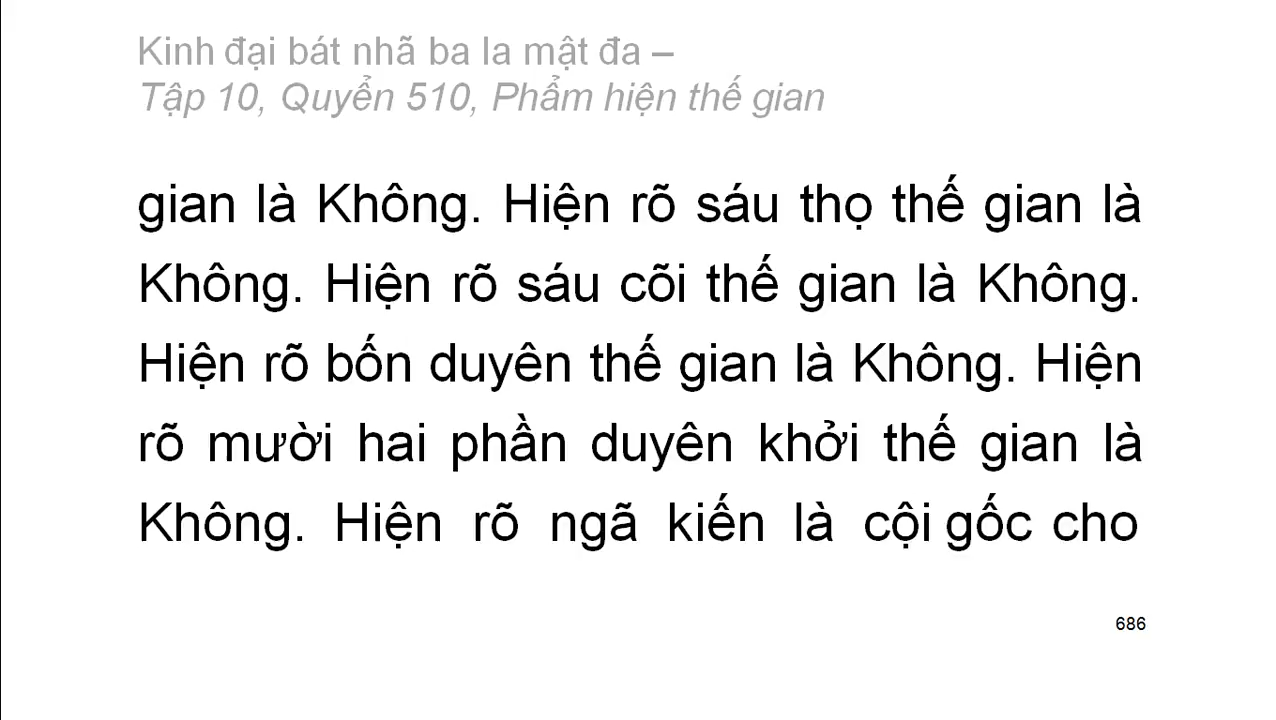 Kinh đại bát nhã ba la mật đa –
Tập 10, Quyển 510, Phẩm hiện thế gian
gian là Không. Hiện rõ sáu thọ thế gian là
Không. Hiện rõ sáu cõi thế gian là Không.
Hiện rõ bốn duyên thế gian là Không. Hiện
rõ mười hai phần duyên khởi thế gian là
Không. Hiện rõ ngã kiến là cội gốc cho
686